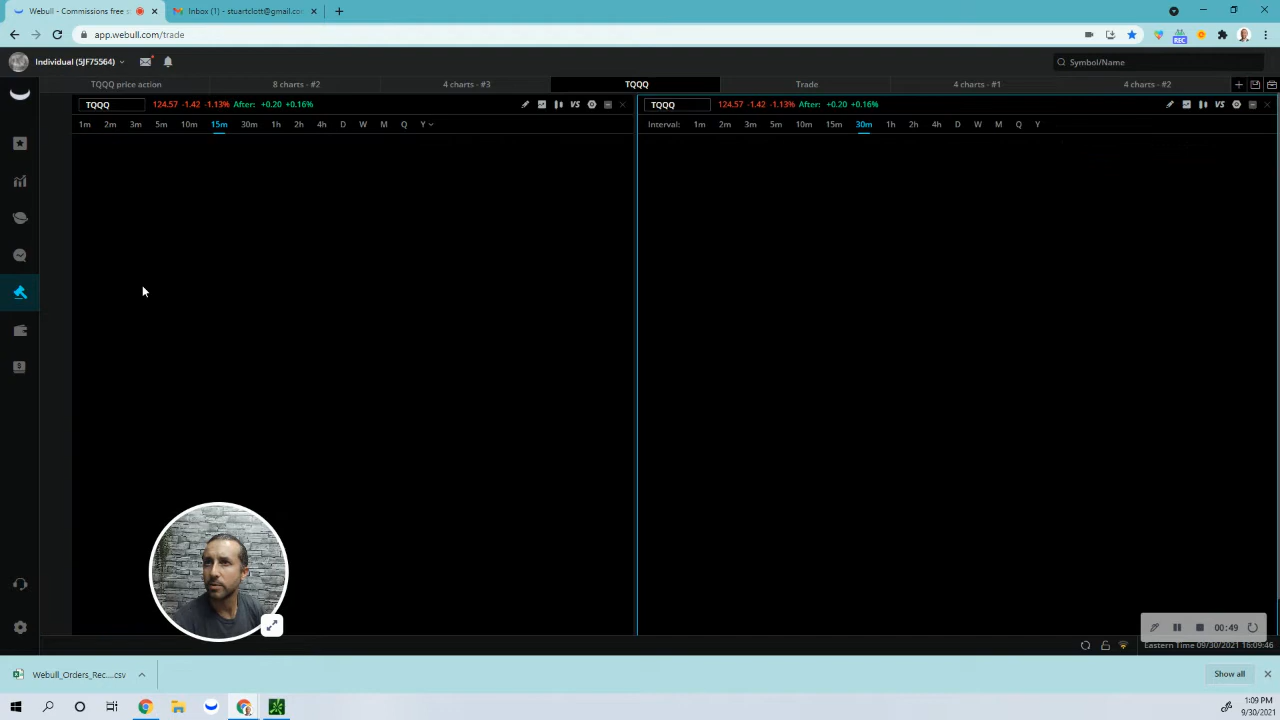 Webull - Commissions free s
Inbox (1) - stuartclott@gmail.co
app.webull.com/trade
REC
Individual (5JF75564)
Symbol/Name
TQQQ price action
8 charts - #2
4 charts - #3
TQQQ
Trade
4 charts - #1
4 charts - #2
TQQQ 124.57 -1.42 -1.13% After: +0.20 +0.16% VS
TQQQ 124.57 -1.42 -1.13% After: +0.20 +0.16% VS
1m 2m 3m 5m 10m 15m 30m 1h 2h 4h D W M Q Y
Interval: 1m 2m 3m 5m 10m 15m 30m 1h 2h 4h D W M Q Y
00:49
Eastern Time 09/30/2021 16:09:46
Webull_Orders_Rec....csv
Show all
1:09 PM
9/30/2021